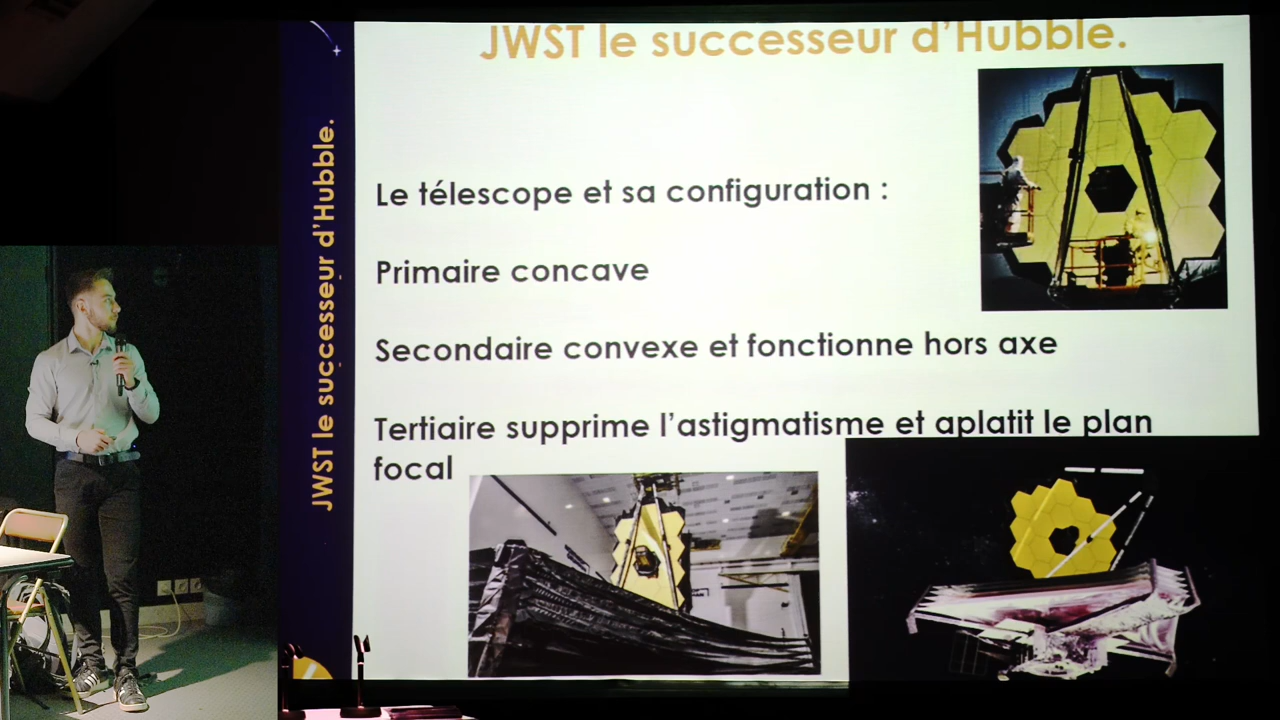 JWST le successeur d'Hubble.
JWST le successeur d'Hubble.
Le télescope et sa configuration :
Primaire concave
Secondaire convexe et fonctionne hors axe
Tertiaire supprime l'astigmatisme et aplatit le plan
focal